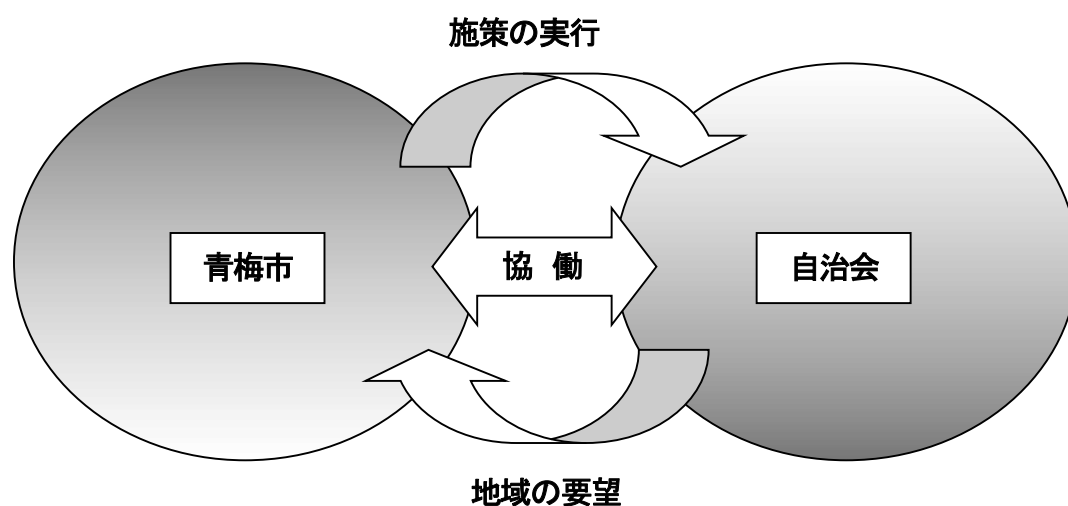 施策の実行
青梅市
協 働
自治会
地域の要望